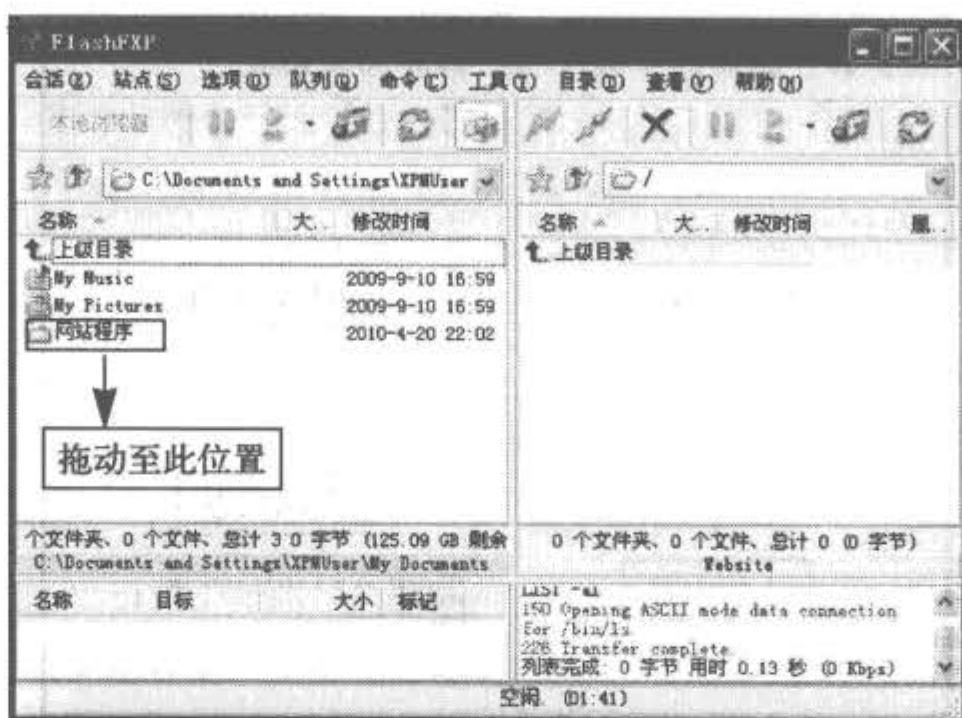 FlashFXP
会话(Z) 站点(S) 选项(O) 队列(Q) 命令(C) 工具(T) 目录(D) 查看(V) 帮助(H)
本地浏览器
C:\Documents and Settings\XPMUser
/
名称 大.. 修改时间
名称 大.. 修改时间 属..
上级目录
上级目录
My Music 2009-9-10 16:59
My Pictures 2009-9-10 16:59
网站程序 2010-4-20 22:02
拖动至此位置
个文件夹、0 个文件、总计 3 0 字节 (125.09 GB 剩余
C:\Documents and Settings\XPMUser\My Documents
0 个文件夹、0 个文件、总计 0 (0 字节)
Website
名称 目标 大小 标记
LIST -al
150 Opening ASCII mode data connection
for /bin/ls
226 Transfer complete
列表完成: 0 字节 用时 0.13 秒 (0 Kbps)
空闲. (01:41)